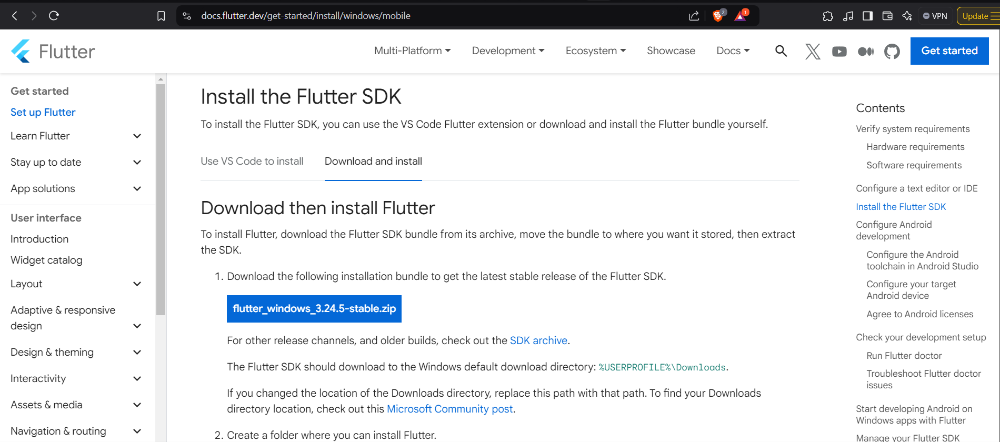 docs.flutter.dev/get-started/install/windows/mobile
2
1
VPN
Update
Flutter
Multi-Platform
Development
Ecosystem
Showcase
Docs
Get started
Get started
Set up Flutter
Learn Flutter
Stay up to date
App solutions
User interface
Introduction
Widget catalog
Layout
Adaptive & responsive
design
Design & theming
Interactivity
Assets & media
Navigation & routing
Install the Flutter SDK
To install the Flutter SDK, you can use the VS Code Flutter extension or download and install the Flutter bundle yourself.
Use VS Code to install
Download and install
Download then install Flutter
To install Flutter, download the Flutter SDK bundle from its archive, move the bundle to where you want it stored, then extract
the SDK.
1. Download the following installation bundle to get the latest stable release of the Flutter SDK.
flutter_windows_3.24.5-stable.zip
For other release channels, and older builds, check out the SDK archive.
The Flutter SDK should download to the Windows default download directory: %USERPROFILE%\Downloads.
If you changed the location of the Downloads directory, replace this path with that path. To find your Downloads
directory location, check out this Microsoft Community post.
2. Create a folder where you can install Flutter.
Contents
Verify system requirements
Hardware requirements
Software requirements
Configure a text editor or IDE
Install the Flutter SDK
Configure Android
development
Configure the Android
toolchain in Android Studio
Configure your target
Android device
Agree to Android licenses
Check your development setup
Run Flutter doctor
Troubleshoot Flutter doctor
issues
Start developing Android on
Windows apps with Flutter
Manage your Flutter SDK